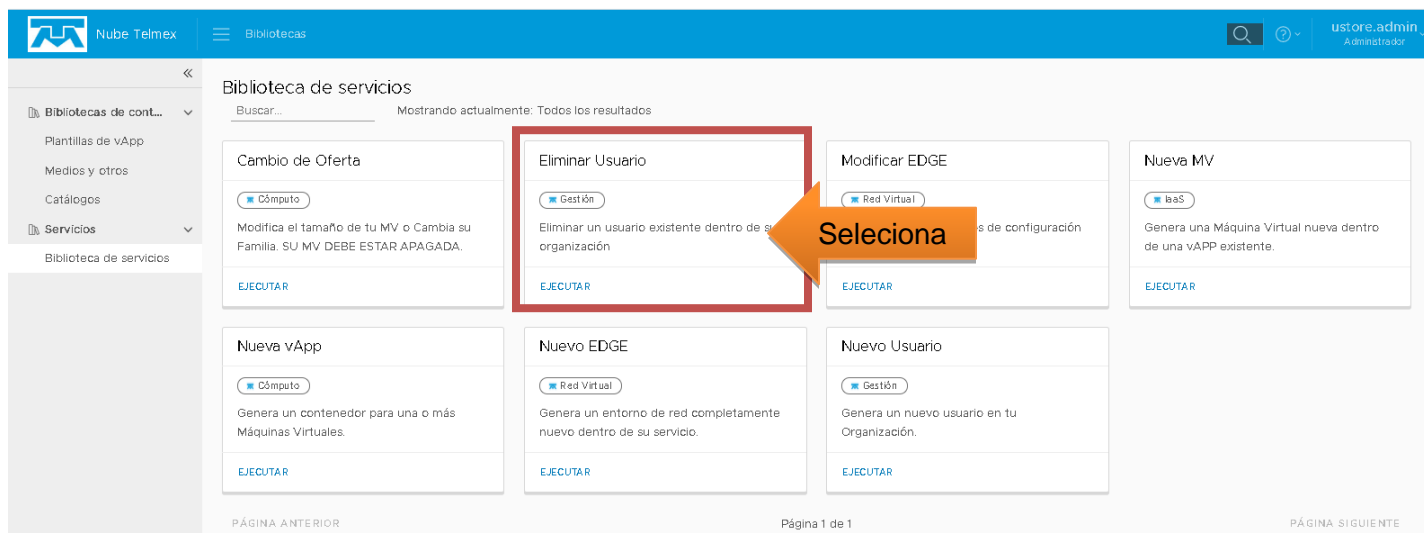 Nube Telmex
Bibliotecas
ustore.admin
Administrador
Bibliotecas de cont...
Plantillas de vApp
Medios y otros
Catálogos
Servicios
Biblioteca de servicios
Biblioteca de servicios
Buscar...
Mostrando actualmente: Todos los resultados
Cambio de Oferta
Cómputo
Modifica el tamaño de tu MV o Cambia su
Familia. SU MV DEBE ESTAR APAGADA.
EJECUTAR
Eliminar Usuario
Gestión
Eliminar un usuario existente dentro de su
organización
EJECUTAR
Seleciona
Modificar EDGE
Red Virtual
s de configuración
EJECUTAR
Nueva MV
IaaS
Genera una Máquina Virtual nueva dentro
de una vAPP existente.
EJECUTAR
Nueva vApp
Cómputo
Genera un contenedor para una o más
Máquinas Virtuales.
EJECUTAR
Nuevo EDGE
Red Virtual
Genera un entorno de red completamente
nuevo dentro de su servicio.
EJECUTAR
Nuevo Usuario
Gestión
Genera un nuevo usuario en tu
Organización.
EJECUTAR
PÁGINA ANTERIOR
Página 1 de 1
PÁGINA SIGUIENTE